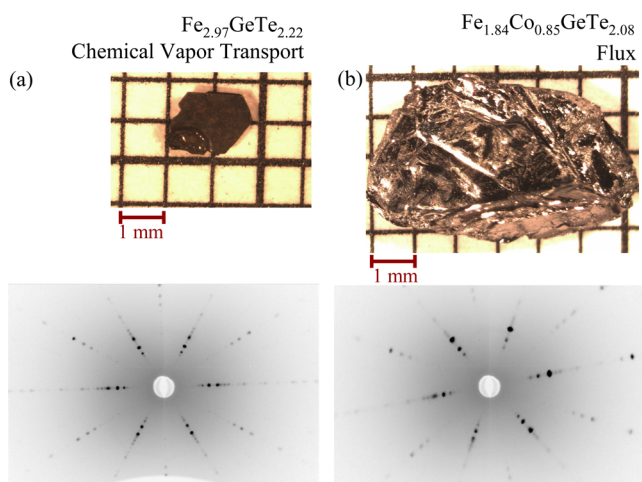 Fe2.97GeTe2.22
Chemical Vapor Transport
Fe1.84Co0.85GeTe2.08
Flux
(a)
(b)
1 mm
1 mm